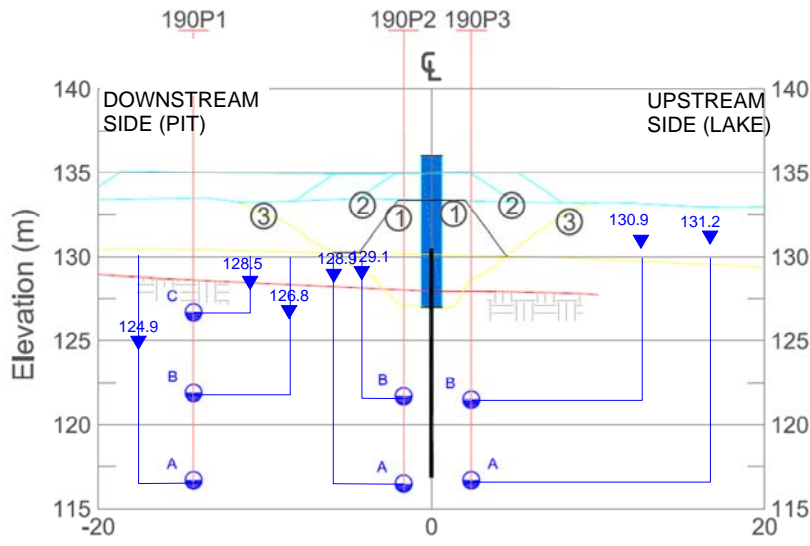 190P1 190P2 190P3
℄
140 140
DOWNSTREAM SIDE (PIT)
UPSTREAM SIDE (LAKE)
135 135
③ ② ① ① ② ③
130.9 131.2
130 130
128.5 128.9 129.1
126.8
C
124.9
125 125
B B B
120 120
A A A
115 115
-20 0 20
Elevation (m)